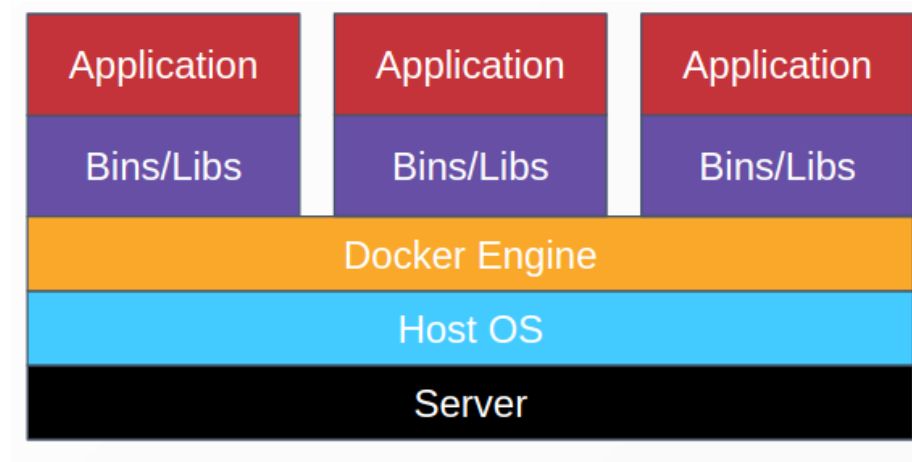 Application Application Application
Bins/Libs Bins/Libs Bins/Libs
Docker Engine
Host OS
Server